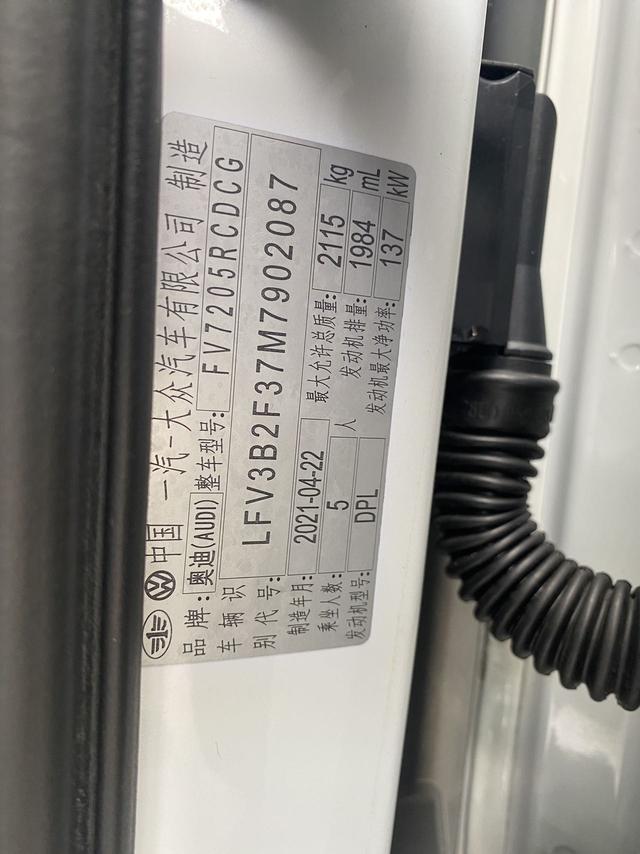 中国 一汽-大众汽车有限公司 制造
品牌: 奥迪(AUDI) 整车型号: FV7205RCDCG
车辆识别代号: LFV3B2F37M7902087
制造年月: 2021-04-22 最大允许总质量: 2115 kg
乘坐人数: 5 人 发动机排量: 1984 mL
发动机型号: DPL 发动机最大净功率: 137 kW